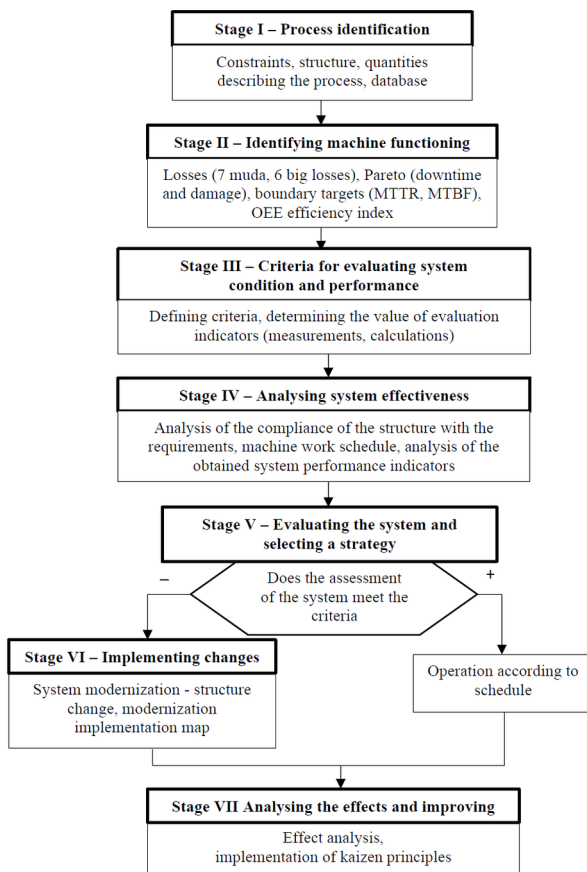 Stage I – Process identification
Constraints, structure, quantities
describing the process, database
Stage II – Identifying machine functioning
Losses (7 muda, 6 big losses), Pareto (downtime
and damage), boundary targets (MTTR, MTBF),
OEE efficiency index
Stage III – Criteria for evaluating system
condition and performance
Defining criteria, determining the value of evaluation
indicators (measurements, calculations)
Stage IV – Analysing system effectiveness
Analysis of the compliance of the structure with the
requirements, machine work schedule, analysis of the
obtained system performance indicators
Stage V – Evaluating the system and
selecting a strategy
–
Does the assessment
of the system meet the
criteria
+
Stage VI – Implementing changes
System modernization - structure
change, modernization
implementation map
Operation according to
schedule
Stage VII Analysing the effects and improving
Effect analysis,
implementation of kaizen principles